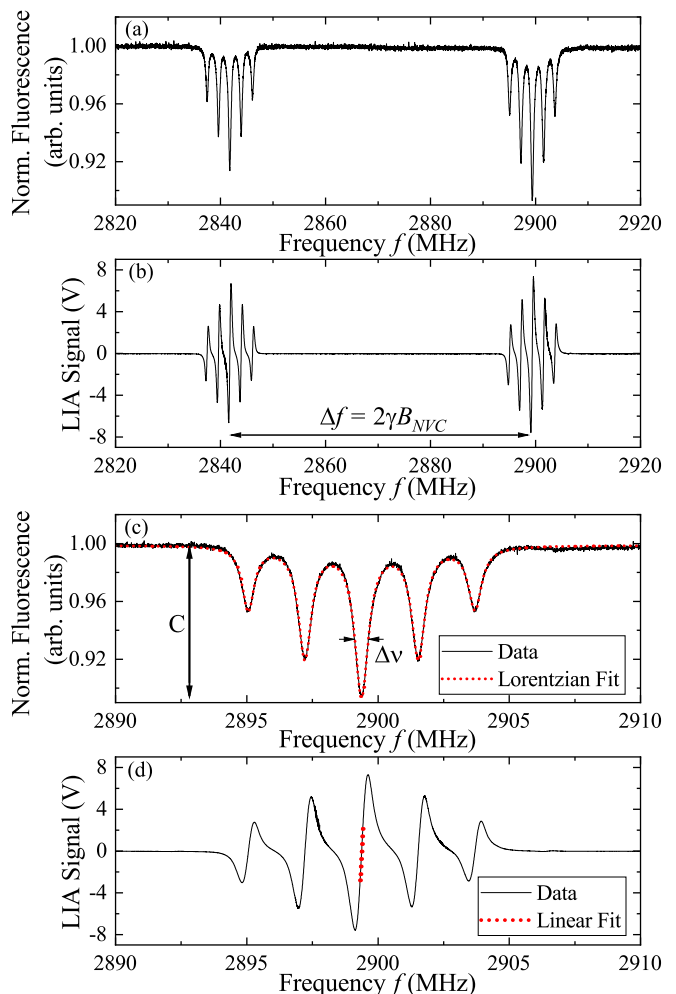 (a)
1.00
0.96
0.92
Norm. Fluorescence
(arb. units)
2820 2840 2860 2880 2900 2920
Frequency f (MHz)
(b)
8
4
0
-4
-8
LIA Signal (V)
Δf = 2γB_NVC
2820 2840 2860 2880 2900 2920
Frequency f (MHz)
(c)
1.00
0.96
0.92
Norm. Fluorescence
(arb. units)
C
Δν
Data
Lorentzian Fit
2890 2895 2900 2905 2910
Frequency f (MHz)
(d)
8
4
0
-4
-8
LIA Signal (V)
Data
Linear Fit
2890 2895 2900 2905 2910
Frequency f (MHz)